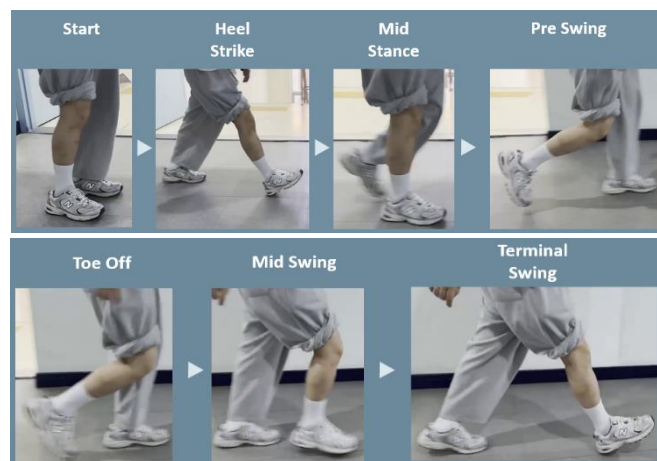 Start
Heel
Strike
Mid
Stance
Pre Swing
Toe Off
Mid Swing
Terminal
Swing